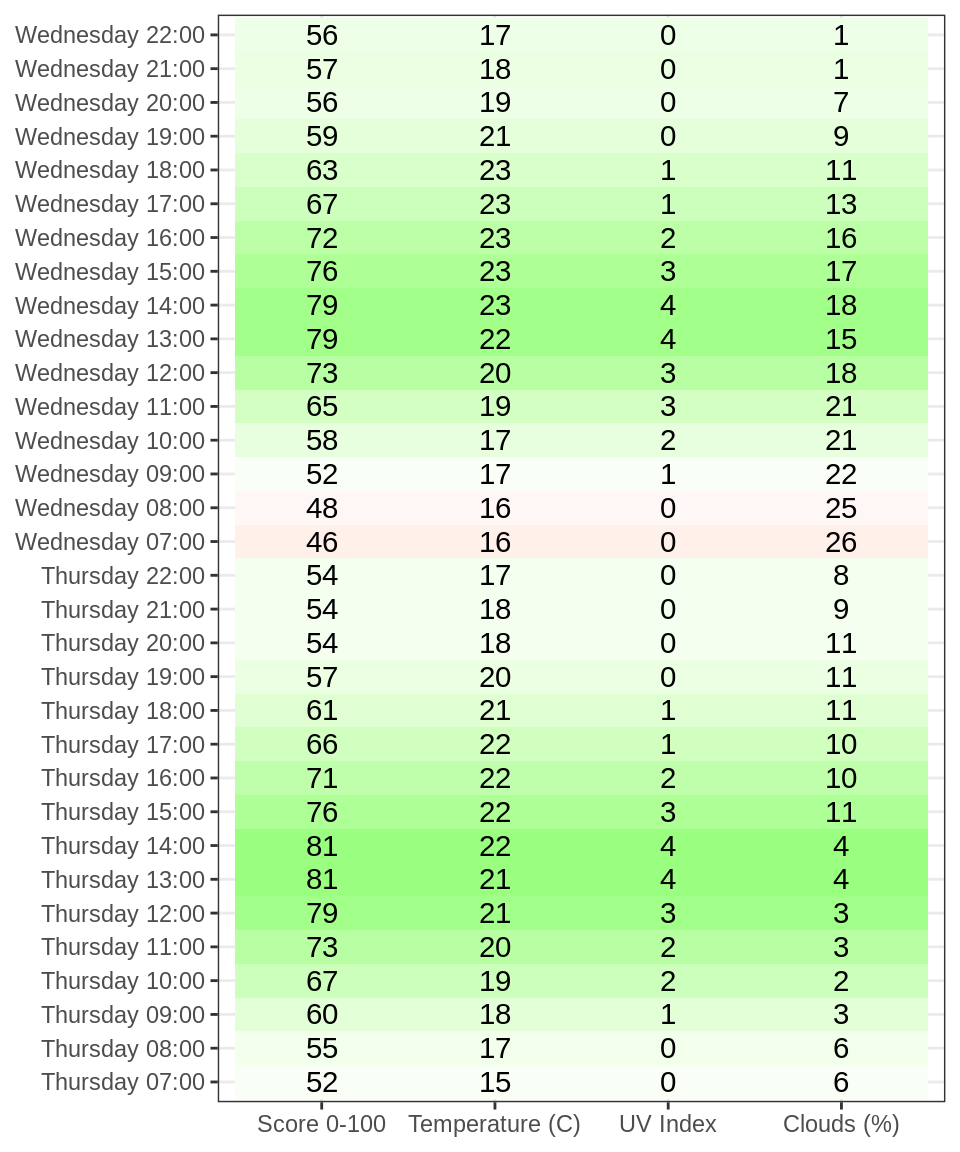 Wednesday 22:00 56 17 0 1
Wednesday 21:00 57 18 0 1
Wednesday 20:00 56 19 0 7
Wednesday 19:00 59 21 0 9
Wednesday 18:00 63 23 1 11
Wednesday 17:00 67 23 1 13
Wednesday 16:00 72 23 2 16
Wednesday 15:00 76 23 3 17
Wednesday 14:00 79 23 4 18
Wednesday 13:00 79 22 4 15
Wednesday 12:00 73 20 3 18
Wednesday 11:00 65 19 3 21
Wednesday 10:00 58 17 2 21
Wednesday 09:00 52 17 1 22
Wednesday 08:00 48 16 0 25
Wednesday 07:00 46 16 0 26
Thursday 22:00 54 17 0 8
Thursday 21:00 54 18 0 9
Thursday 20:00 54 18 0 11
Thursday 19:00 57 20 0 11
Thursday 18:00 61 21 1 11
Thursday 17:00 66 22 1 10
Thursday 16:00 71 22 2 10
Thursday 15:00 76 22 3 11
Thursday 14:00 81 22 4 4
Thursday 13:00 81 21 4 4
Thursday 12:00 79 21 3 3
Thursday 11:00 73 20 2 3
Thursday 10:00 67 19 2 2
Thursday 09:00 60 18 1 3
Thursday 08:00 55 17 0 6
Thursday 07:00 52 15 0 6
Score 0-100 Temperature (C) UV Index Clouds (%)